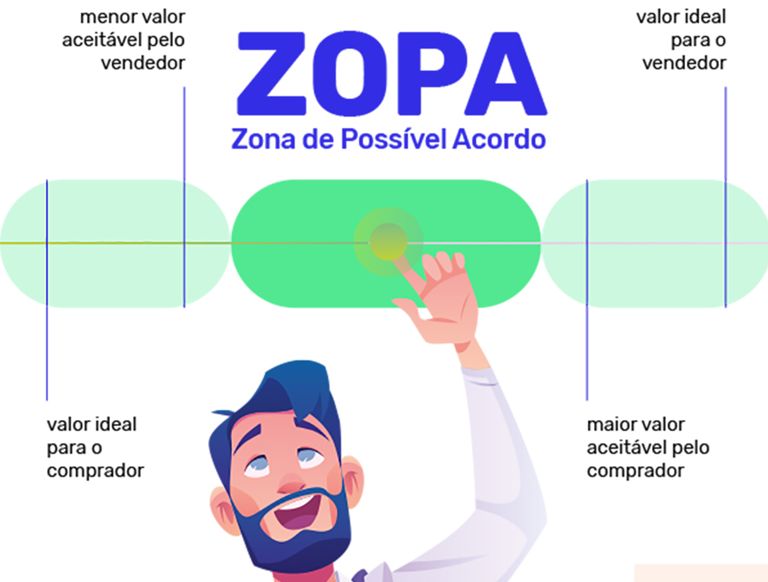 menor valor
aceitável pelo
vendedor
ZOPA
Zona de Possível Acordo
valor ideal
para o
vendedor
valor ideal
para o
comprador
maior valor
aceitável pelo
comprador